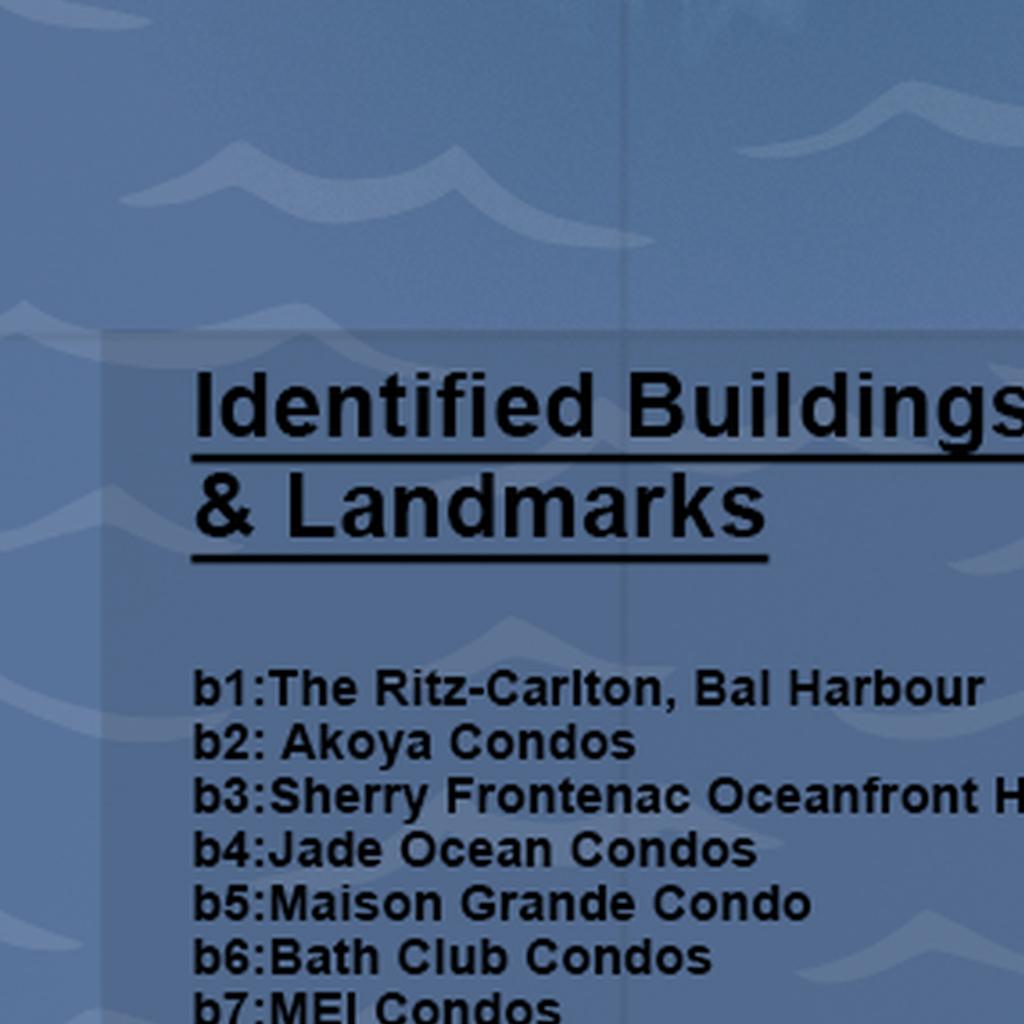 Identified Buildings
& Landmarks
b1:The Ritz-Carlton, Bal Harbour
b2: Akoya Condos
b3:Sherry Frontenac Oceanfront H
b4:Jade Ocean Condos
b5:Maison Grande Condo
b6:Bath Club Condos
b7:MEI Condos